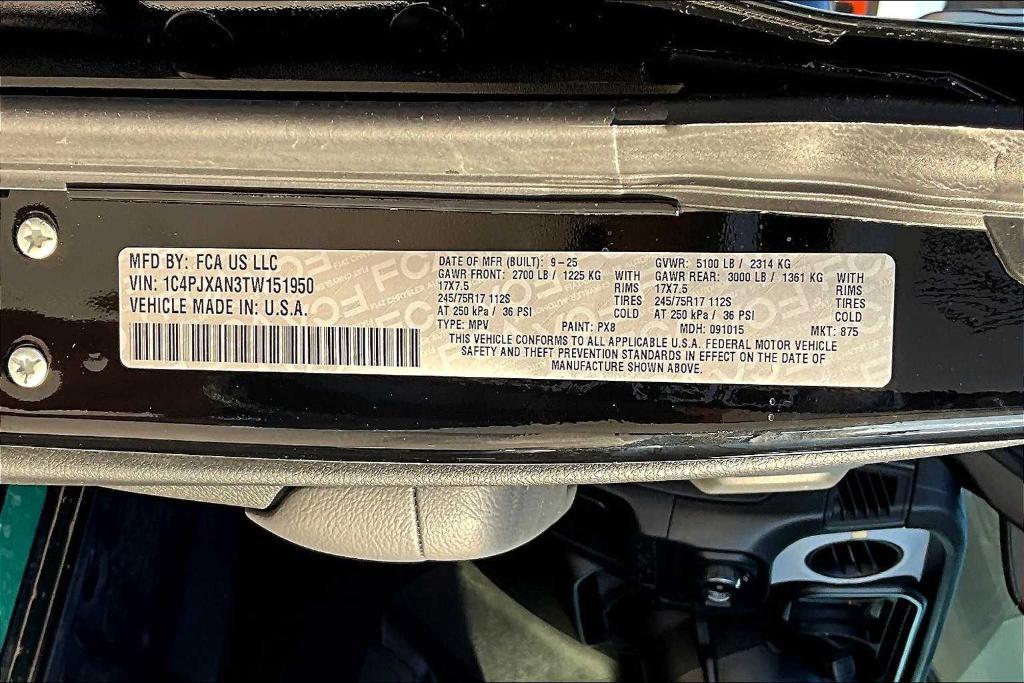 MFD BY: FCA US LLC
VIN: 1C4PJXAN3TW151950
VEHICLE MADE IN: U.S.A.
DATE OF MFR (BUILT): 9-25 GVWR: 5100 LB / 2314 KG
GAWR FRONT: 2700 LB / 1225 KG WITH GAWR REAR: 3000 LB / 1361 KG WITH
17X7.5 RIMS 17X7.5 RIMS
245/75R17 112S TIRES 245/75R17 112S TIRES
AT 250 kPa / 36 PSI COLD AT 250 kPa / 36 PSI COLD
TYPE: MPV PAINT: PX8 MDH: 091015 MKT: 875
THIS VEHICLE CONFORMS TO ALL APPLICABLE U.S.A. FEDERAL MOTOR VEHICLE
SAFETY AND THEFT PREVENTION STANDARDS IN EFFECT ON THE DATE OF
MANUFACTURE SHOWN ABOVE.